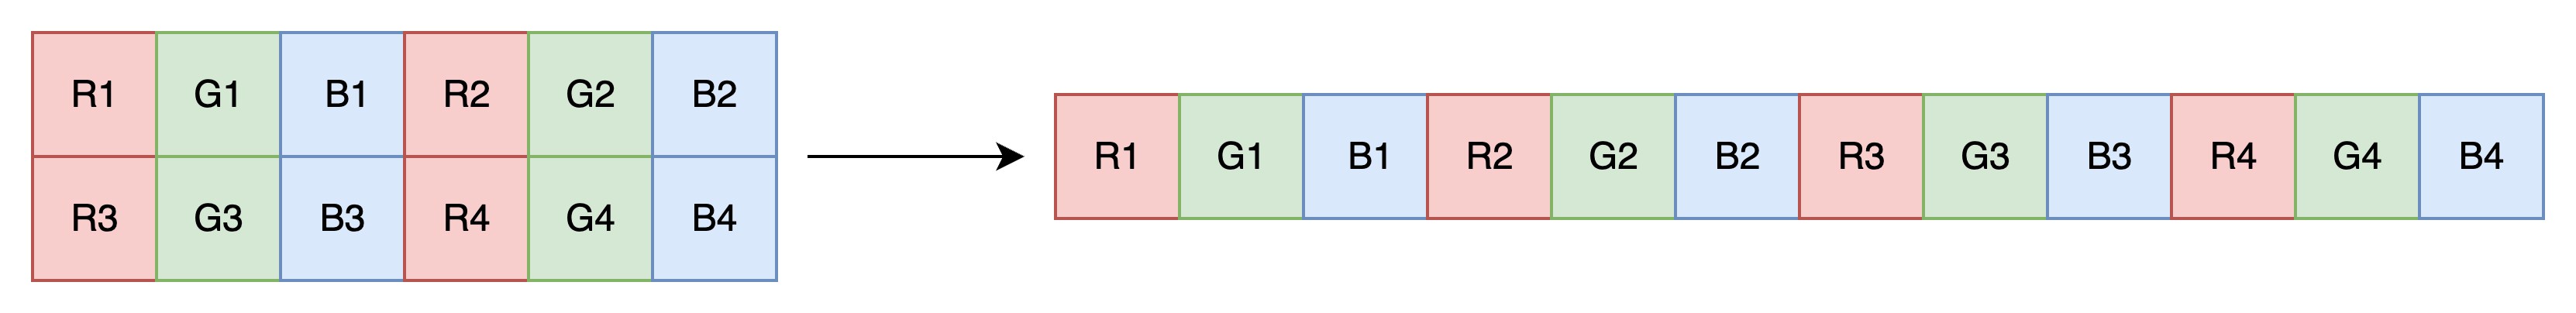 R1 G1 B1 R2 G2 B2
R3 G3 B3 R4 G4 B4
R1 G1 B1 R2 G2 B2 R3 G3 B3 R4 G4 B4